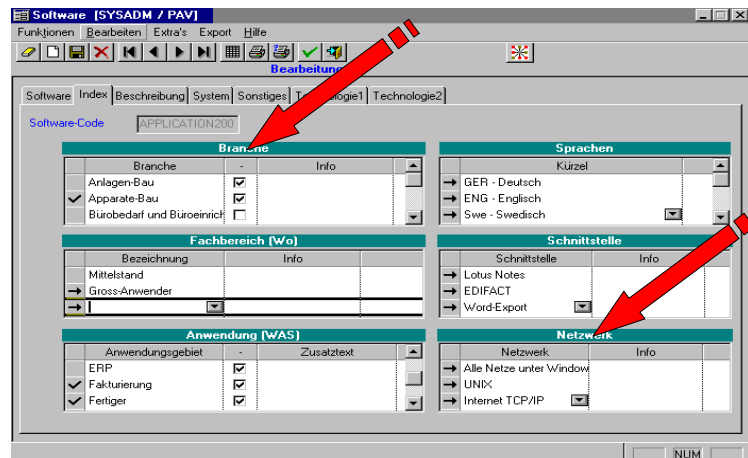 Software [SYSADM / PAV]
Funktionen Bearbeiten Extra's Export Hilfe
Bearbeitung
Software Index Beschreibung System Sonstiges Technologie2
Software-Code APPLICATION200
Branche
Branche - Info
Anlagen-Bau
Apparate-Bau
Bürobedarf und Büroeinrich
Sprachen
Kürzel
GER - Deutsch
ENG - Englisch
Swe - Swedisch
Fachbereich (Wo)
Bezeichnung Info
Mittelstand
Gross-Anwender
Schnittstelle
Schnittstelle Info
Lotus Notes
EDIFACT
Word-Export
Anwendung (WAS)
Anwendungsgebiet - Zusatztext
ERP
Fakturierung
Fertiger
Netzwerk
Netzwerk Info
Alle Netze unter Window
UNIX
Internet TCP/IP
NUM